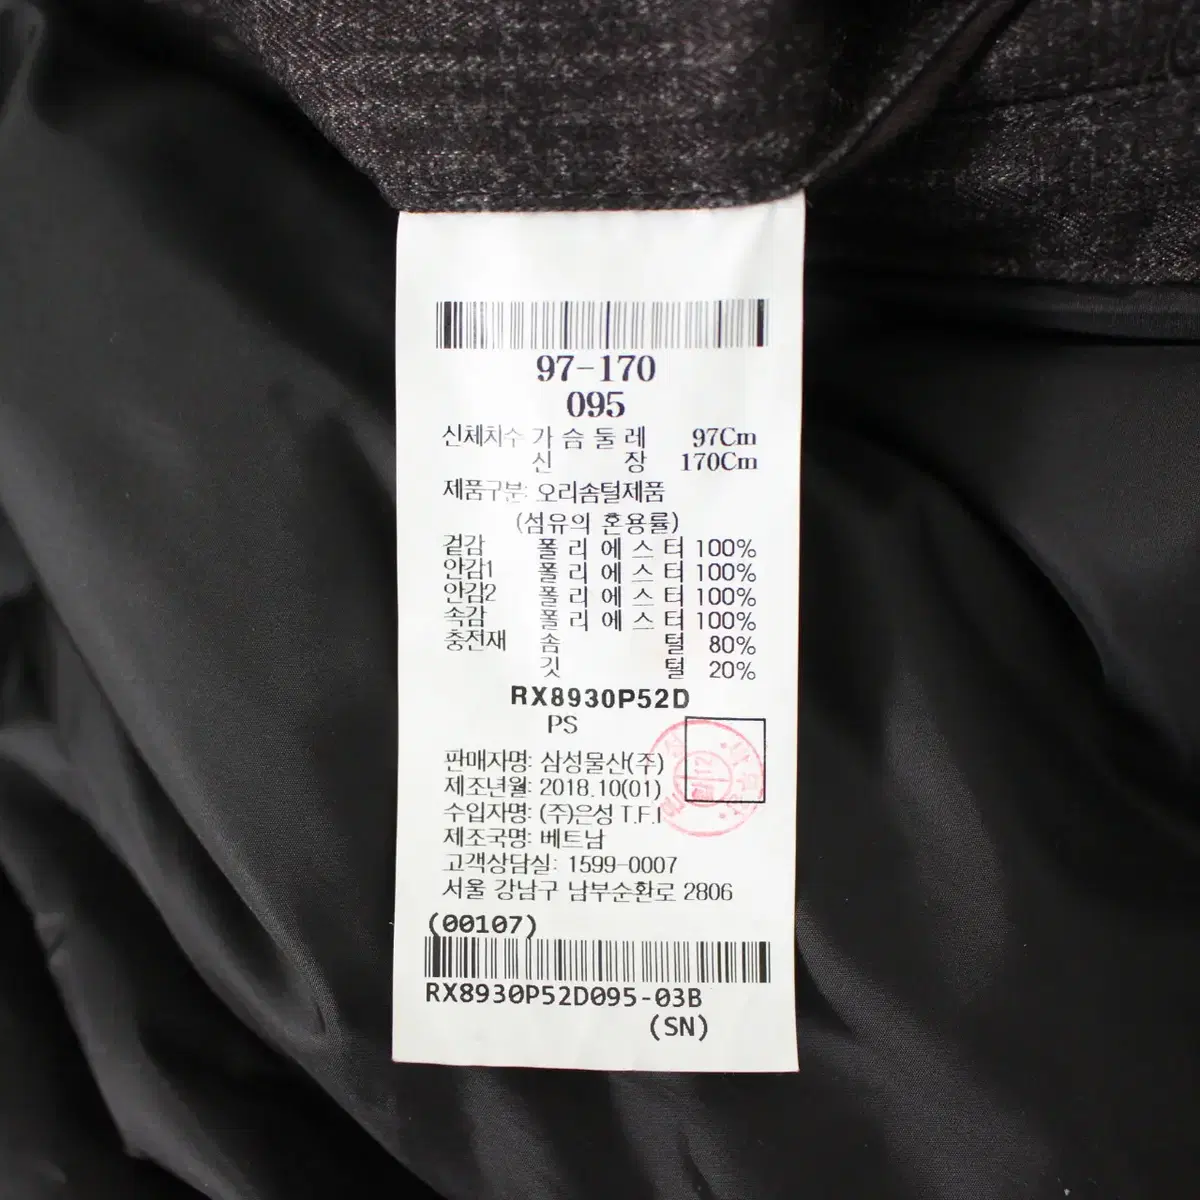 97-170
095
신체치수 가슴둘레 97Cm
신장 170Cm
제품구분: 오리솜털제품
(섬유의 혼용률)
겉감 폴리에스터 100%
안감1 폴리에스터 100%
안감2 폴리에스터 100%
속감 폴리에스터 100%
충전재 솜털 80%
깃털 20%
RX8930P52D
PS
판매자명: 삼성물산(주)
제조년월: 2018.10(01)
수입자명: (주)은성 T.F.I
제조국명: 베트남
고객상담실: 1599-0007
서울 강남구 남부순환로 2806
(00107)
RX8930P52D095-03B
(SN)